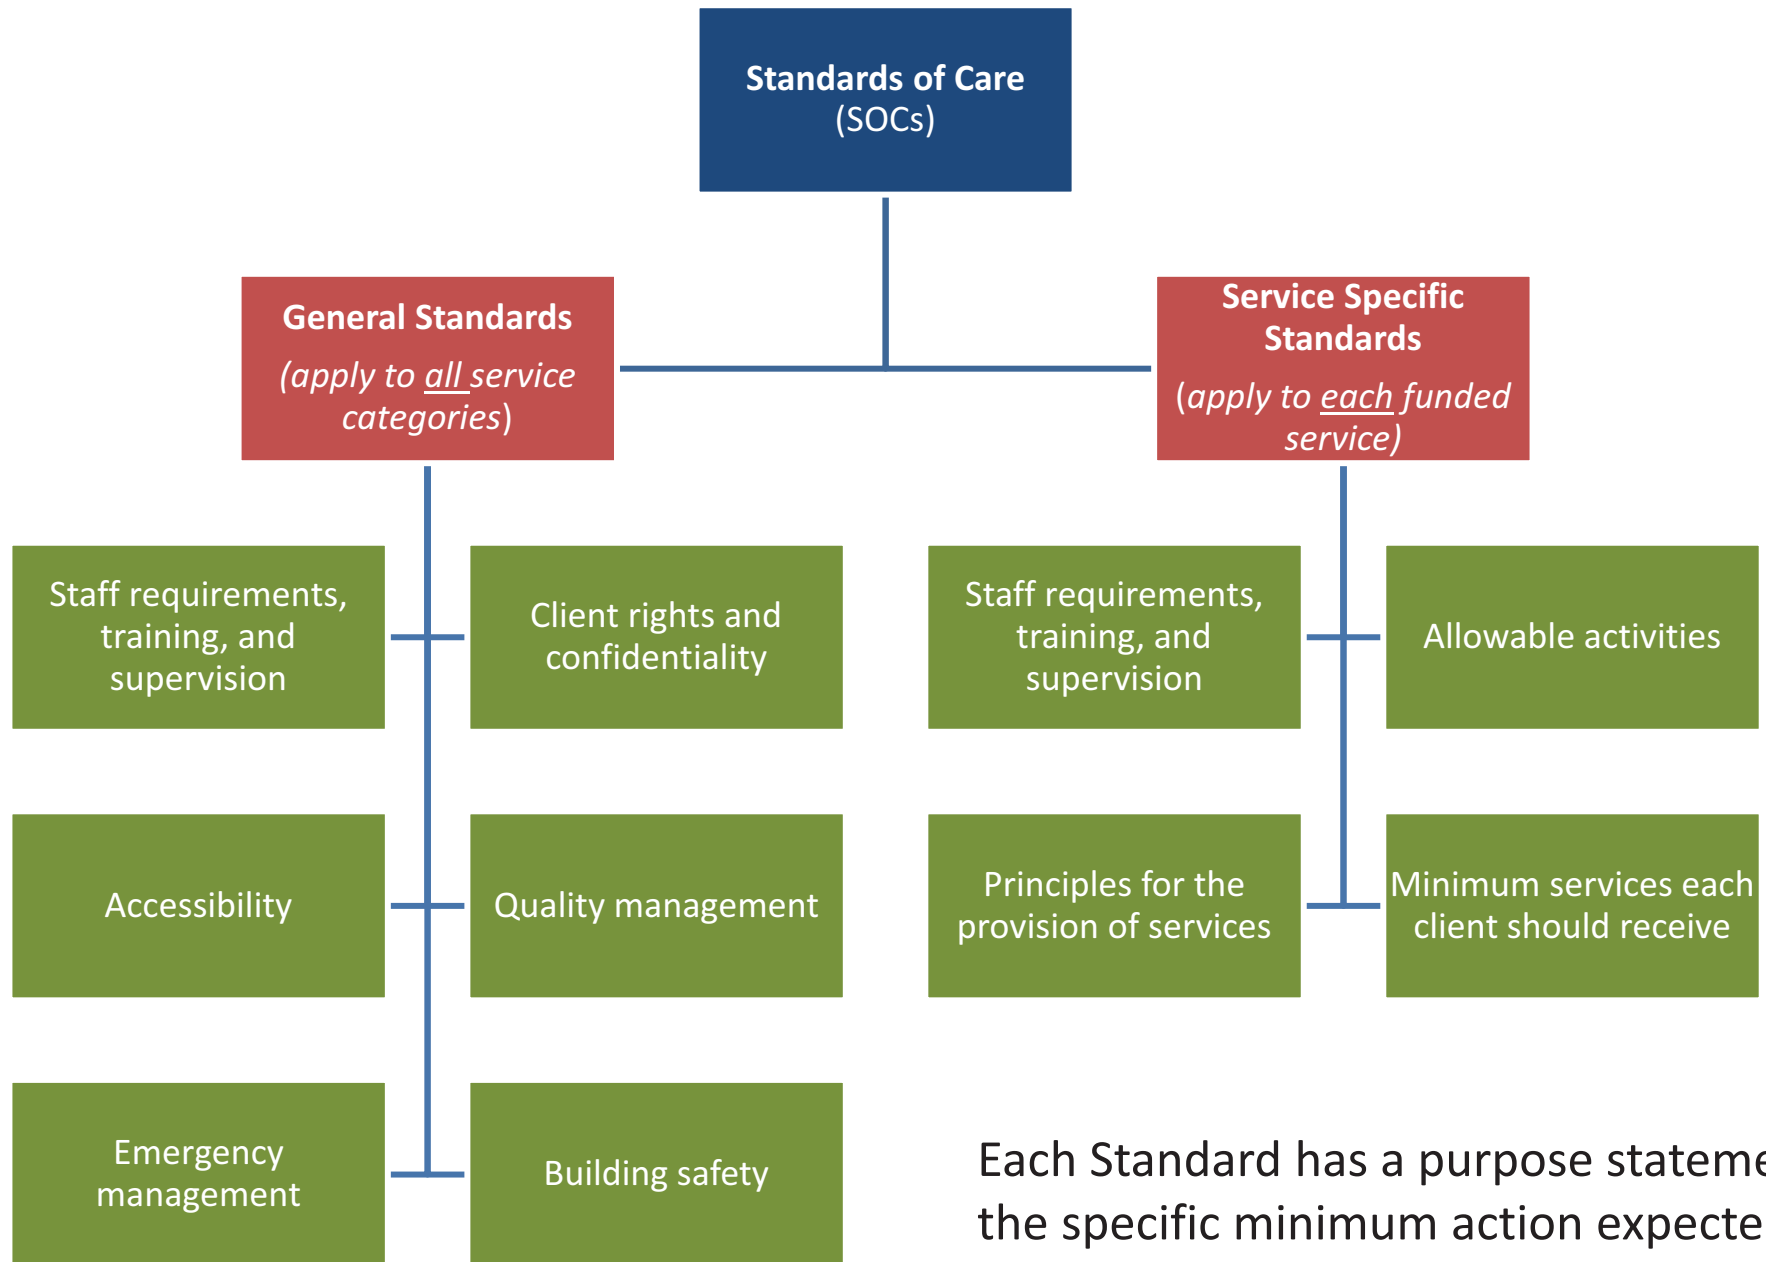 Standards of Care
(SOCs)
General Standards
(apply to all service
categories)
Service Specific
Standards
(apply to each funded
service)
Staff requirements,
training, and
supervision
Client rights and
confidentiality
Staff requirements,
training, and
supervision
Allowable activities
Accessibility
Quality management
Principles for the
provision of services
Minimum services each
client should receive
Emergency
management
Building safety
Each Standard has a purpose stateme
the specific minimum action expecte